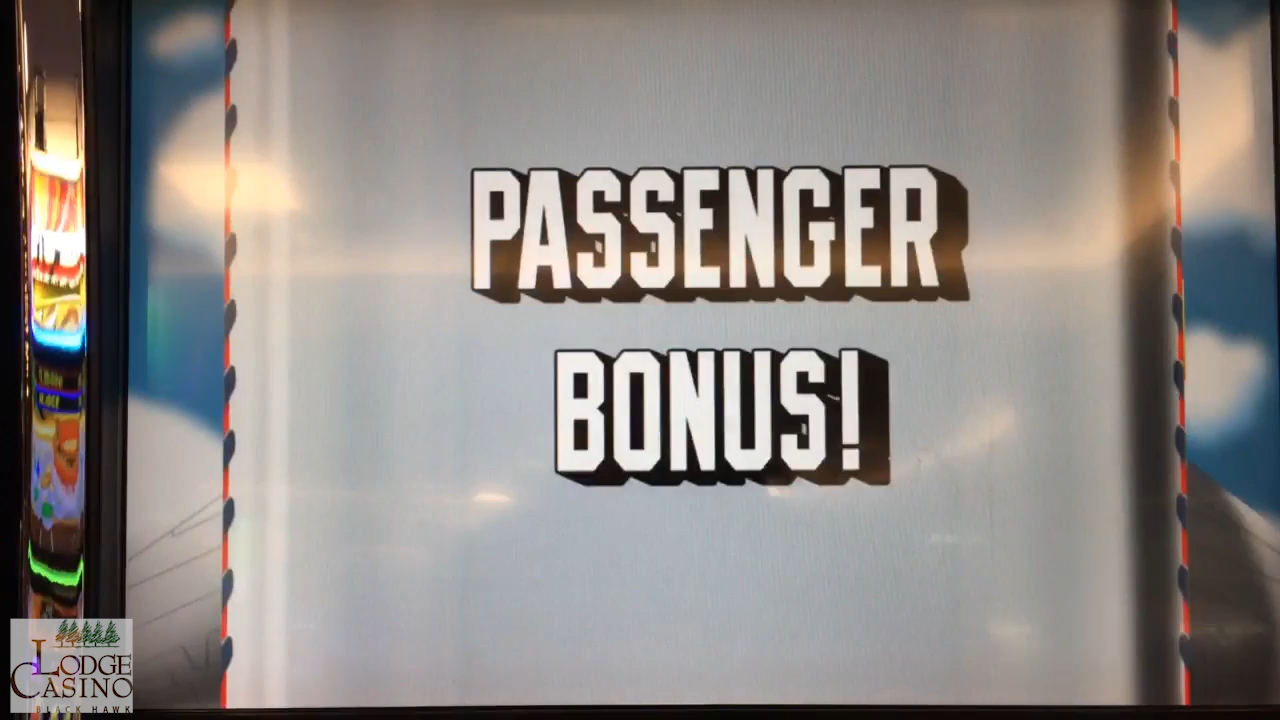 PASSENGER
BONUS!
LODGE
CASINO
BLACK HAWK